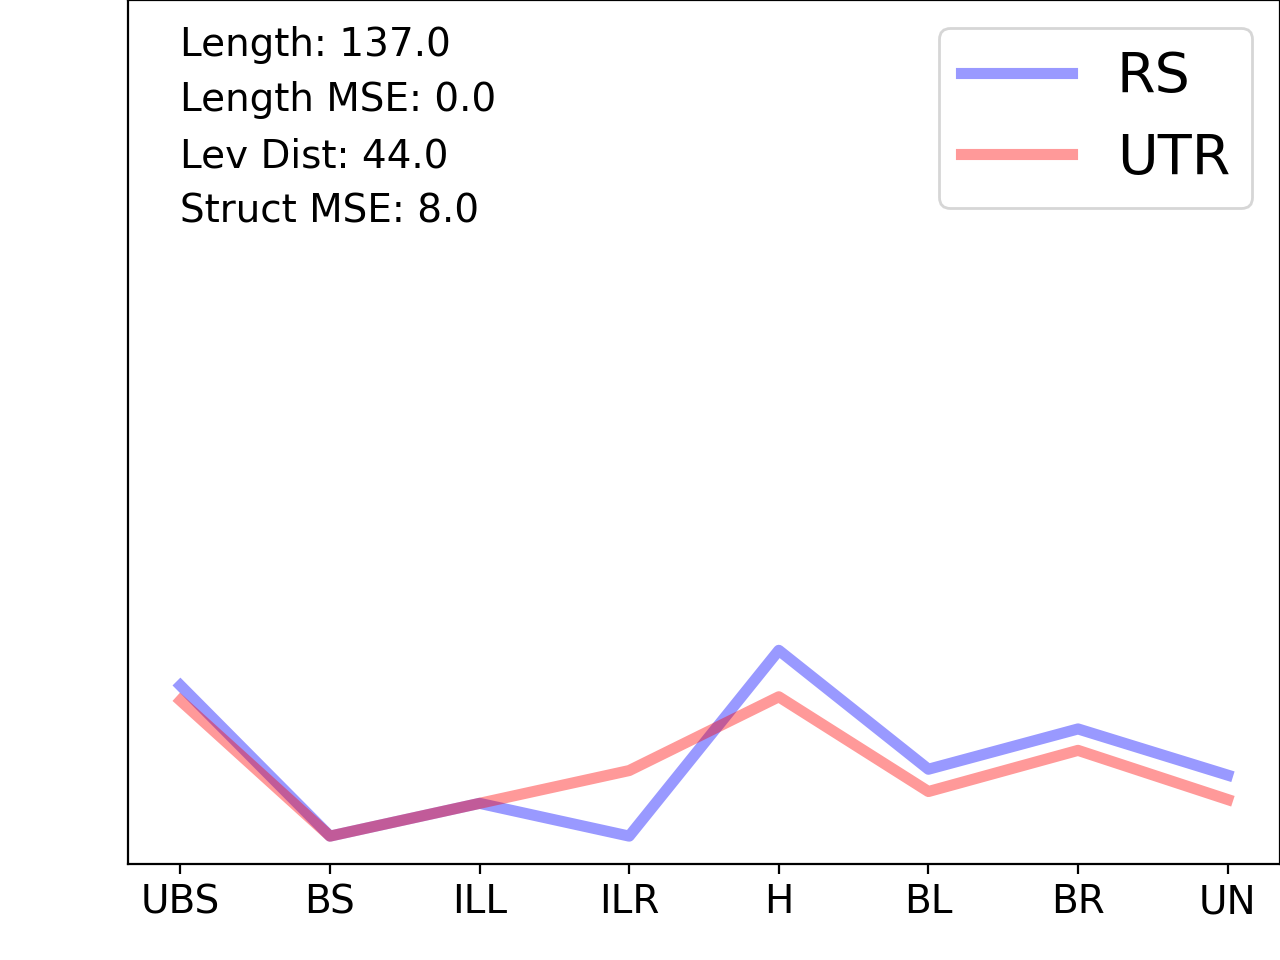 Length: 137.0
Length MSE: 0.0
Lev Dist: 44.0
Struct MSE: 8.0
RS
UTR
UBS BS ILL ILR H BL BR UN